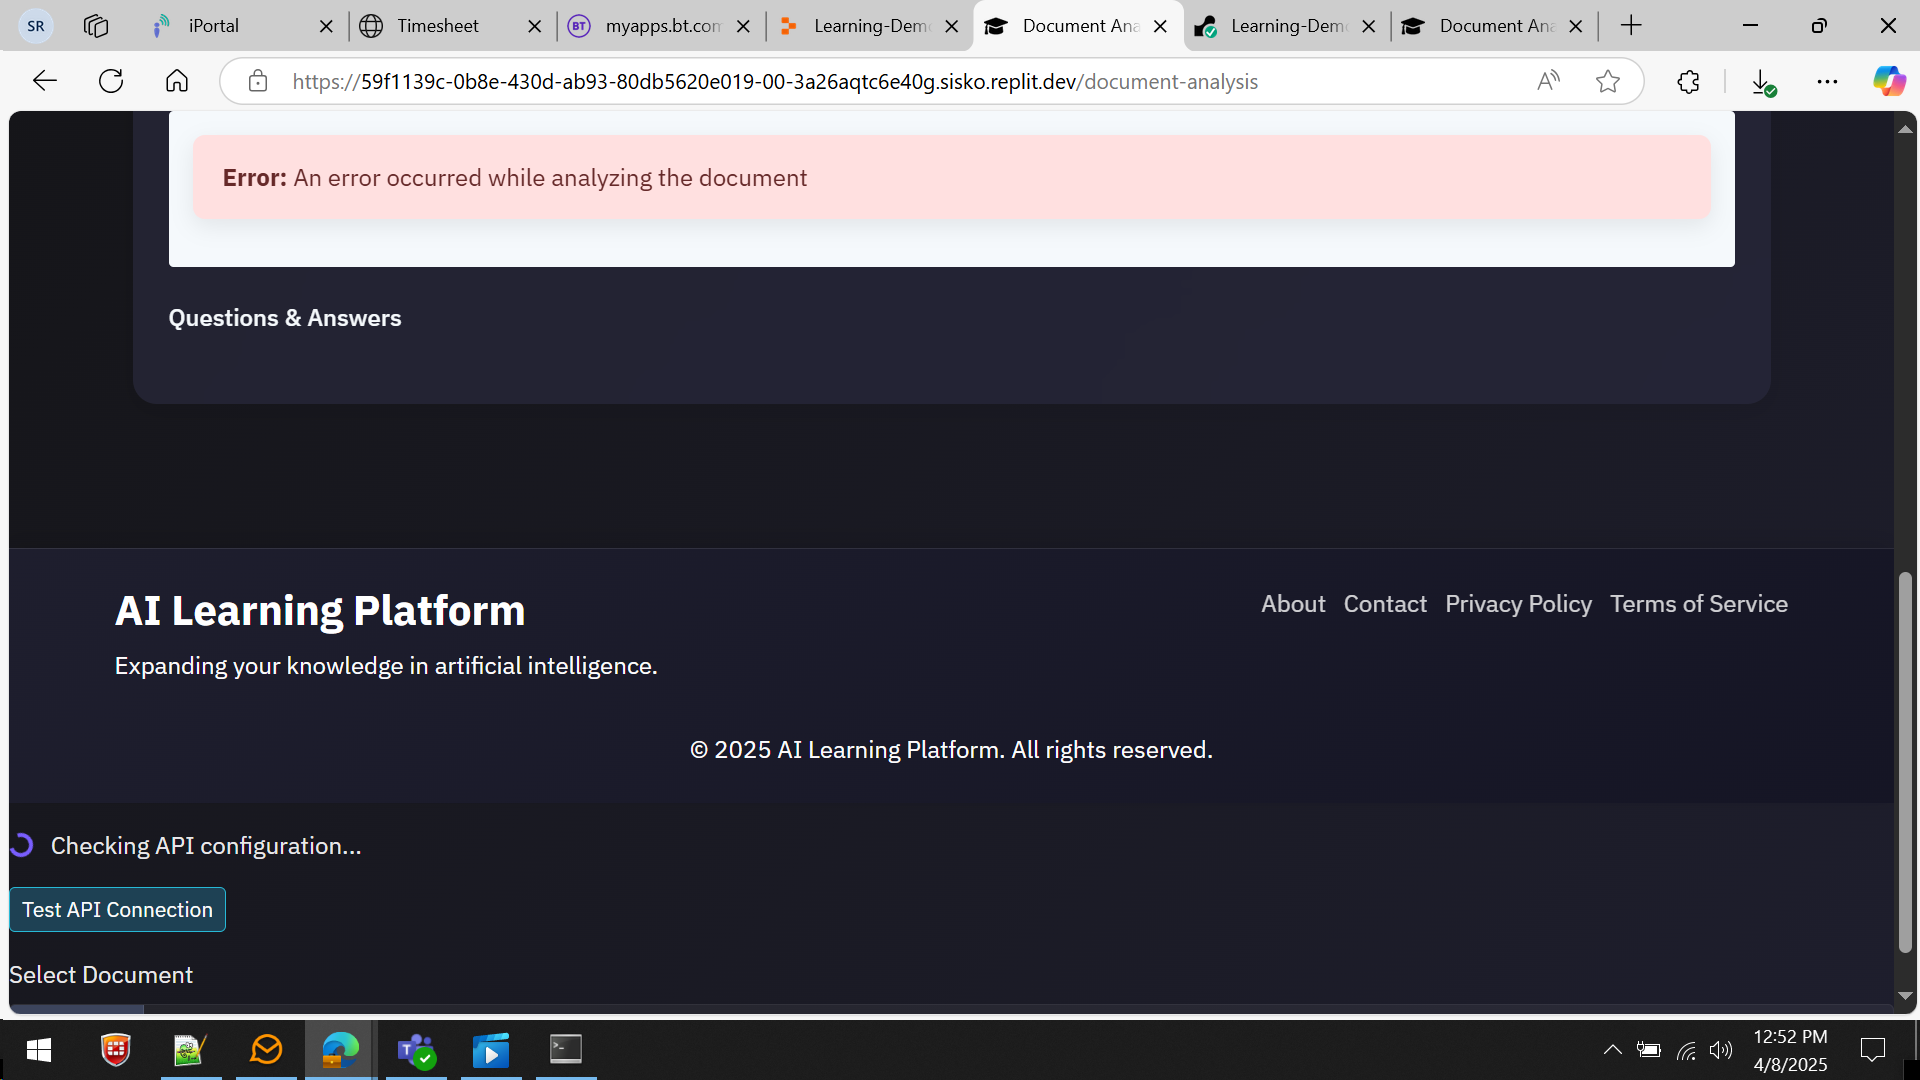 SR
iPortal
Timesheet
BT
myapps.bt.com
Learning-Dem
Document Ana
Learning-Dem
Document Ana
https://59f1139c-0b8e-430d-ab93-80db5620e019-00-3a26aqtc6e40g.sisko.replit.dev/document-analysis
Error: An error occurred while analyzing the document
Questions & Answers
AI Learning Platform
About Contact Privacy Policy Terms of Service
Expanding your knowledge in artificial intelligence.
© 2025 AI Learning Platform. All rights reserved.
Checking API configuration...
Test API Connection
Select Document
12:52 PM
4/8/2025